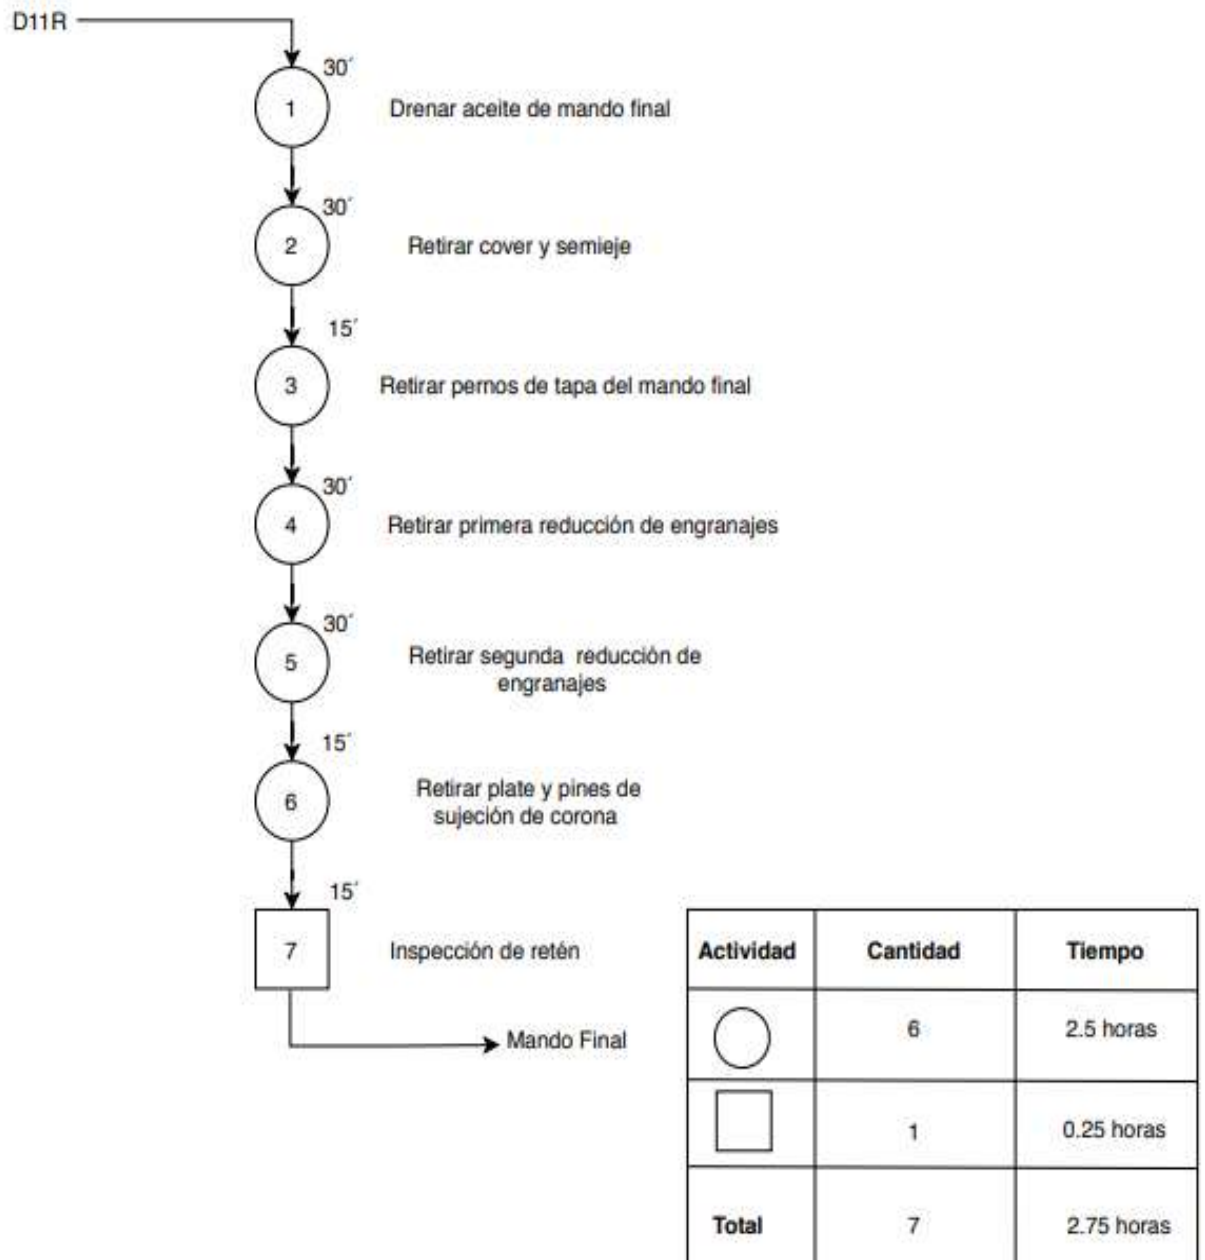 D11R
30´
1
Drenar aceite de mando final
30´
2
Retirar cover y semieje
15´
3
Retirar pernos de tapa del mando final
30´
4
Retirar primera reducción de engranajes
30´
5
Retirar segunda reducción de
engranajes
15´
6
Retirar plate y pines de
sujeción de corona
15´
7
Inspección de retén
Mando Final
Actividad Cantidad Tiempo
6 2.5 horas
1 0.25 horas
Total 7 2.75 horas